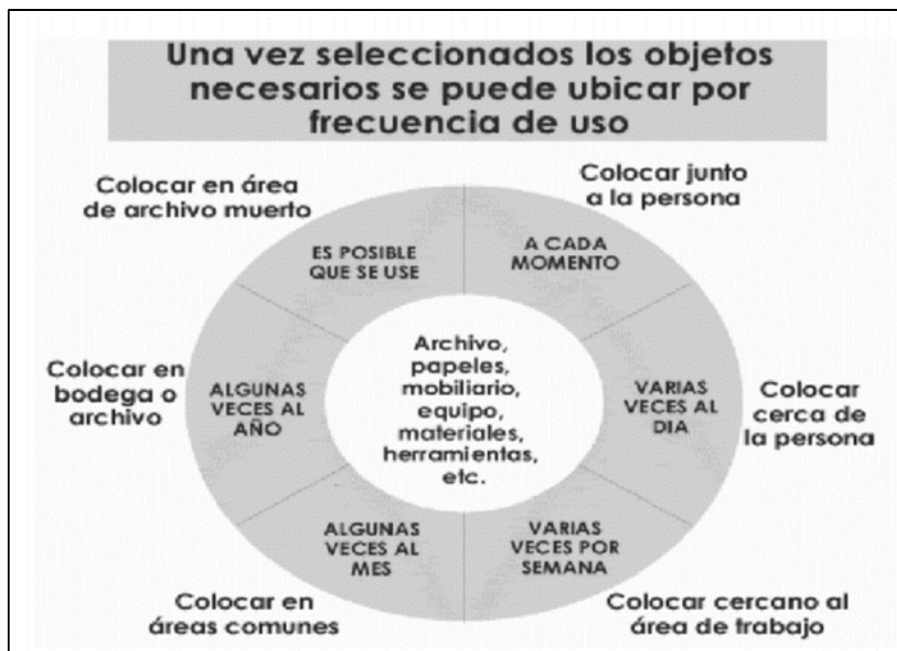 Una vez seleccionados los objetos
necesarios se puede ubicar por
frecuencia de uso
Colocar junto
a la persona
A CADA
MOMENTO
Colocar cerca de
la persona
VARIAS
VECES AL
DIA
Colocar cercano al
área de trabajo
VARIAS
VECES POR
SEMANA
Colocar en
áreas comunes
ALGUNAS
VECES AL
MES
Colocar en
bodega o
archivo
ALGUNAS
VECES AL
AÑO
Colocar en área
de archivo muerto
ES POSIBLE
QUE SE USE
Archivo,
papeles,
mobiliario,
equipo,
materiales,
herramientas,
etc.